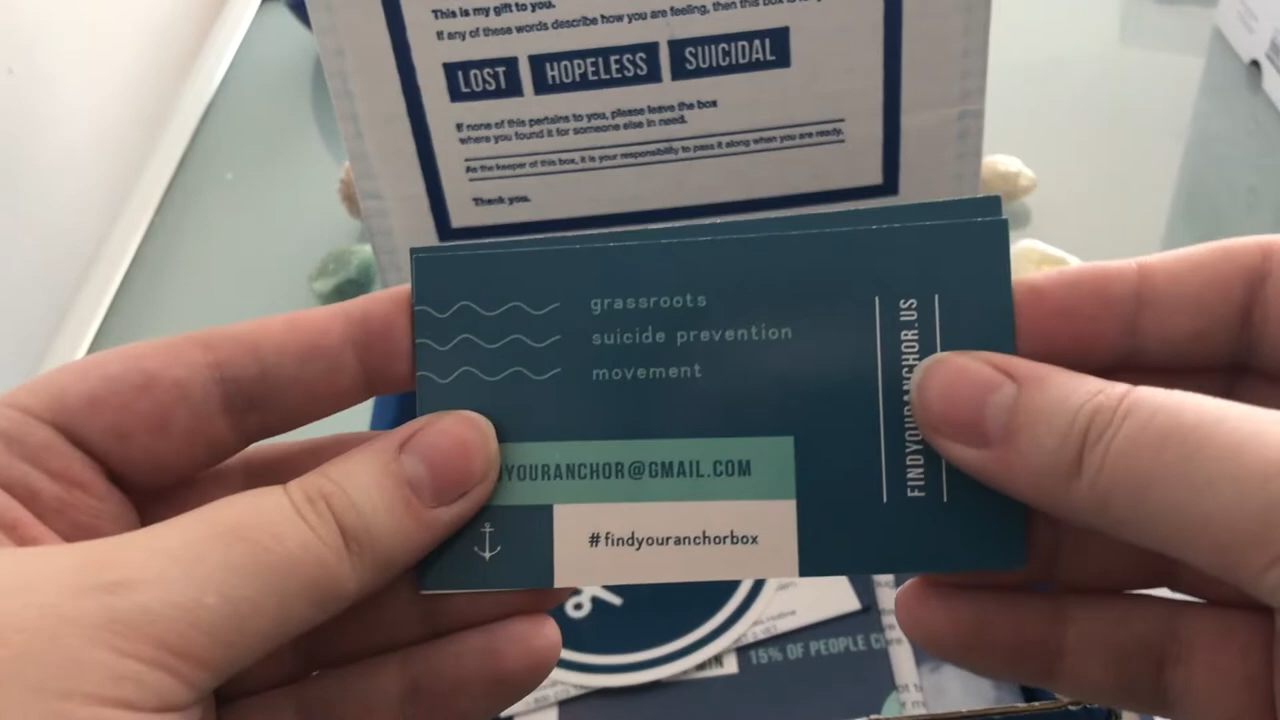 This is my gift to you.
If any of these words describe how you are feeling, then this box is
LOST HOPELESS SUICIDAL
If none of this pertains to you, please leave the box
where you found it for someone else in need.
As the keeper of this box, it is your responsibility to pass it along when you are ready.
Thank you.
grassroots
suicide prevention
movement
FINDYOURANCHOR.US
YOURANCHOR@GMAIL.COM
#findyouranchorbox
15% OF PEOPLE